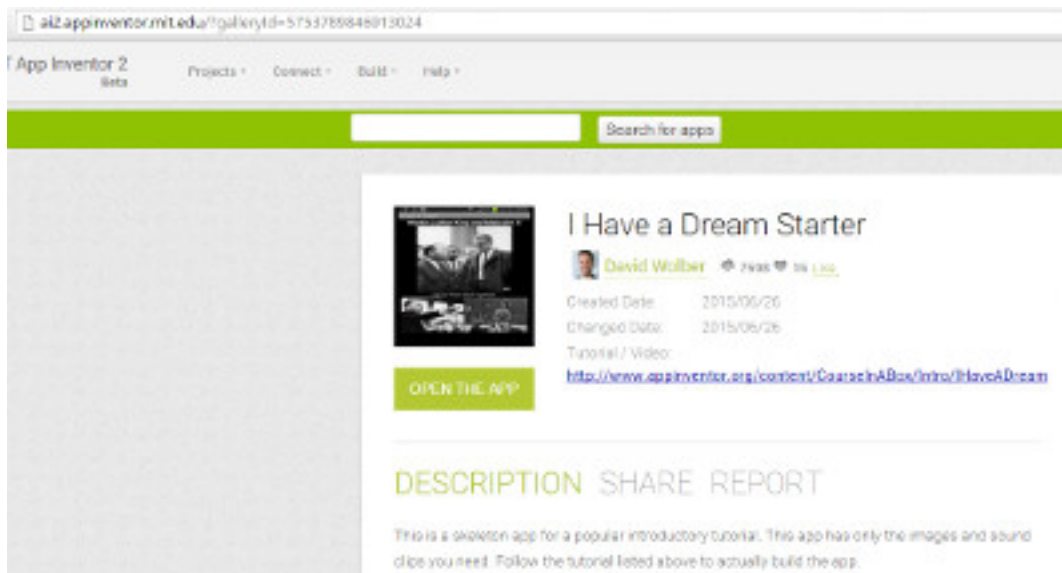 ai2.appinventor.mit.edu/?galleryId=5753789846913024
App Inventor 2
Beta
Projects Connect Build Help
Search for apps
I Have a Dream Starter
David Wolber
Created Date: 2015/06/26
Changed Date: 2015/06/26
Tutorial / Video:
http://www.appinventor.org/content/CourseInABox/Intro/IHaveADream
OPEN THE APP
DESCRIPTION SHARE REPORT
This is a skeleton app for a popular introductory tutorial. This app has only the images and sound
clips you need. Follow the tutorial listed above to actually build the app.